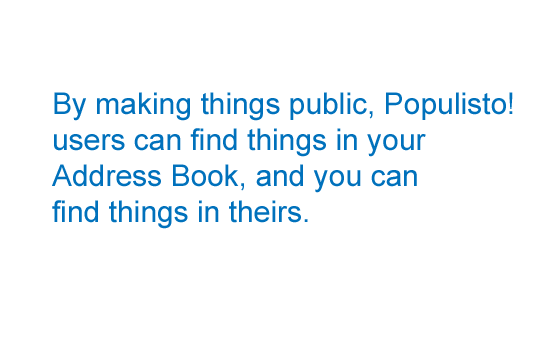 By making things public, Populisto!
users can find things in your
Address Book, and you can
find things in theirs.